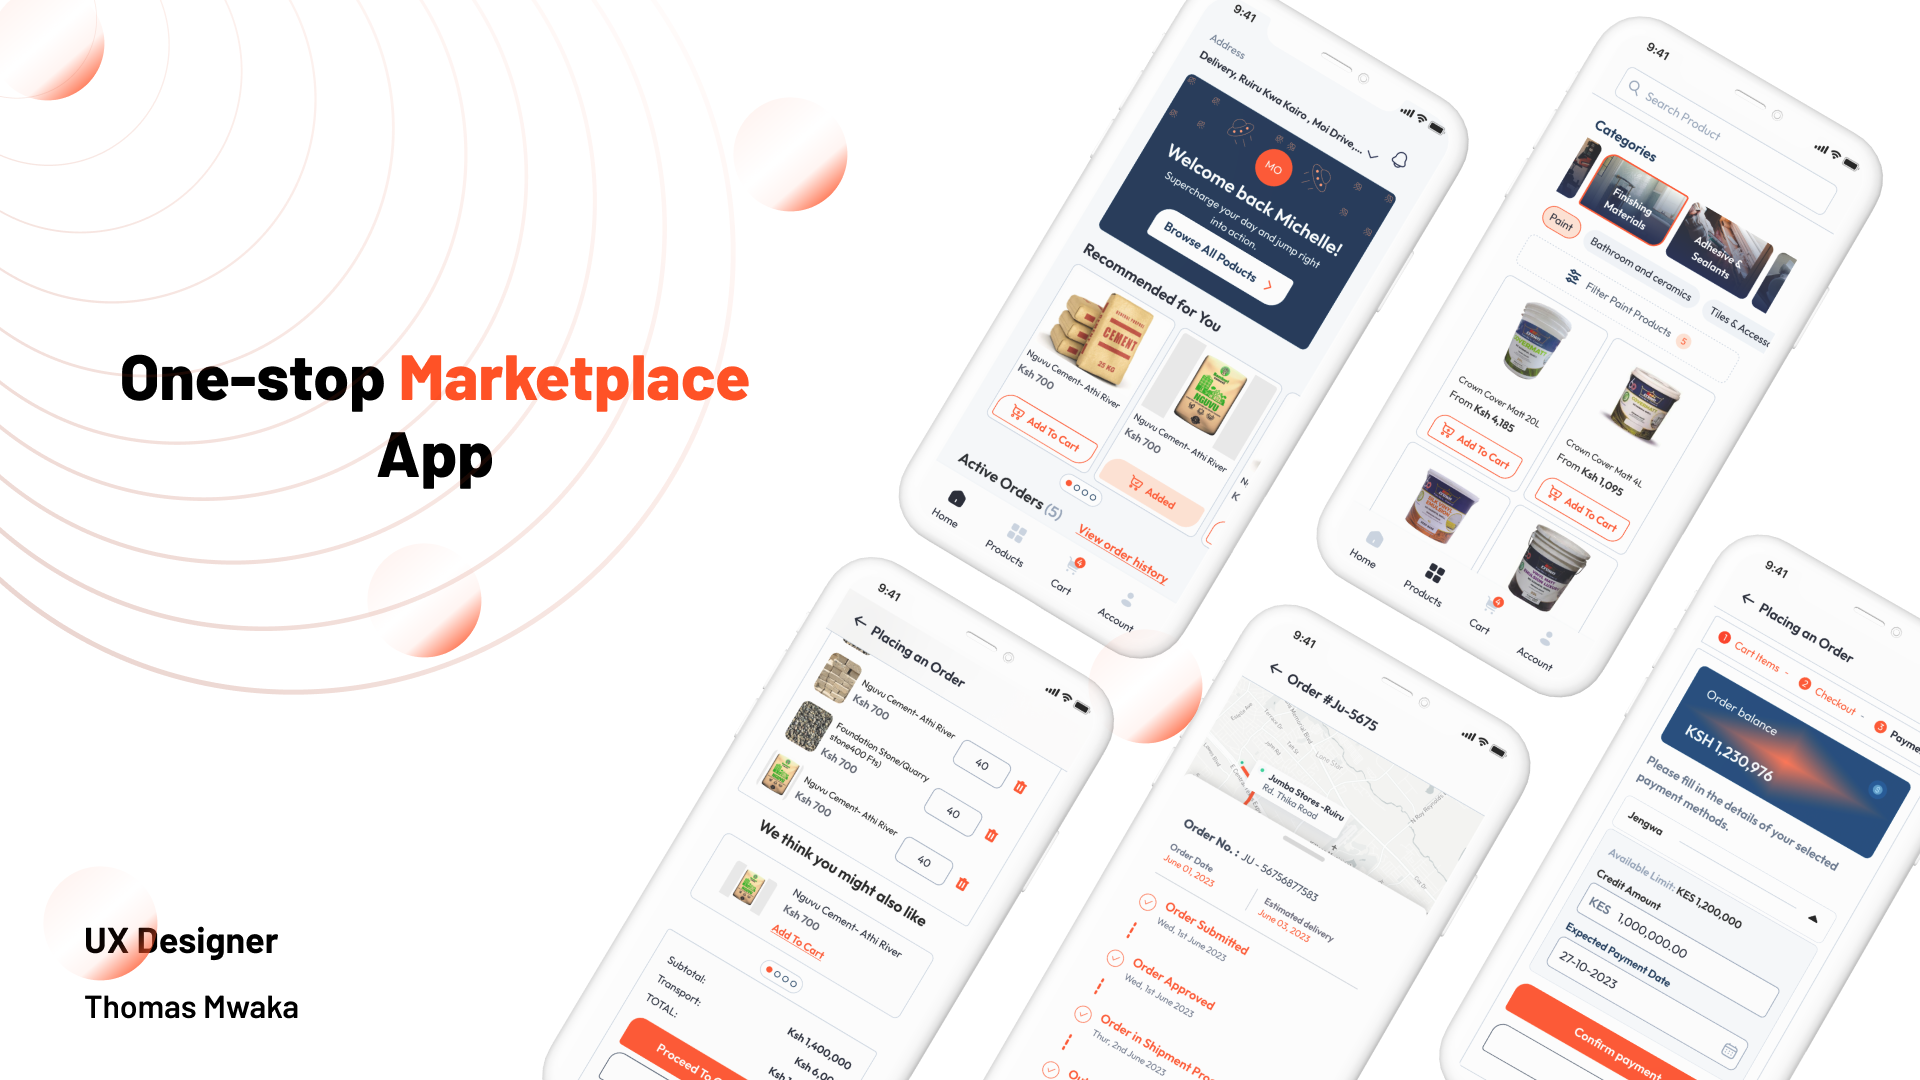 One-stop Marketplace
App
UX Designer
Thomas Mwaka
9:41
Address
Delivery, Ruiru Kwa Kairo , Moi Drive,...
MO
Welcome back Michelle!
Supercharge your day and jump right
into action.
Browse All Poducts
Recommended for You
CEMENT
25 KG
Nguvu Cement- Athi River
Ksh 700
Add To Cart
NGUVU
Nguvu Cement- Athi River
Ksh 700
Added
Active Orders (5)
View order history
Home
Products
4
Cart
Account
9:41
Search Product
Categories
Finishing
Materials
Adhesive &
Sealants
Paint
Bathroom and ceramics
Tiles & Access
Filter Paint Products
5
Crown Cover Matt 20L
From Ksh 4,185
Add To Cart
Crown Cover Matt 4L
From Ksh 1,095
Add To Cart
Home
Products
4
Cart
Account
9:41
Placing an Order
Nguvu Cement- Athi River
Ksh 700
40
Foundation Stone/Quarry
stone400 Fts)
Ksh 700
40
Nguvu Cement- Athi River
Ksh 700
40
We think you might also like
Nguvu Cement- Athi River
Ksh 700
Add To Cart
Subtotal:
Transport:
TOTAL:
Ksh 1,400,000
Ksh 6,00
Ksh 1
Proceed To
9:41
Order #Ju-5675
Jumba Stores -Ruiru
Rd. Thika Road
Order No. : JU - 56756877583
Order Date
June 01, 2023
Estimated delivery
June 03, 2023
Order Submitted
Wed, 1st June 2023
Order Approved
Wed, 1st June 2023
Order in Shipment Pro
Thur, 2nd June 2023
9:41
Placing an Order
1 Cart Items - 2 Checkout - 3 Payme
Order balance
KSH 1,230,976
Please fill in the details of your selected
payment methods.
Jengwa
Available Limit: KES 1,200,000
Credit Amount
KES 1,000,000.00
Expected Payment Date
27-10-2023
Confirm payment